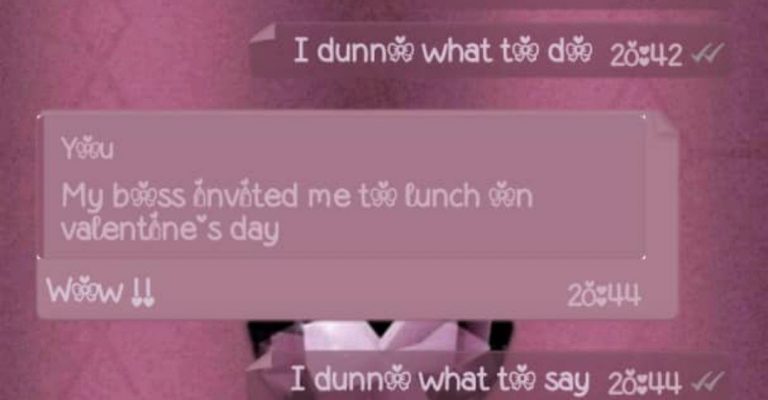 I dunno what to do 20:42
You
My boss invited me to lunch on
valentine's day
Wow !!
20:44
I dunno what to say 20:44